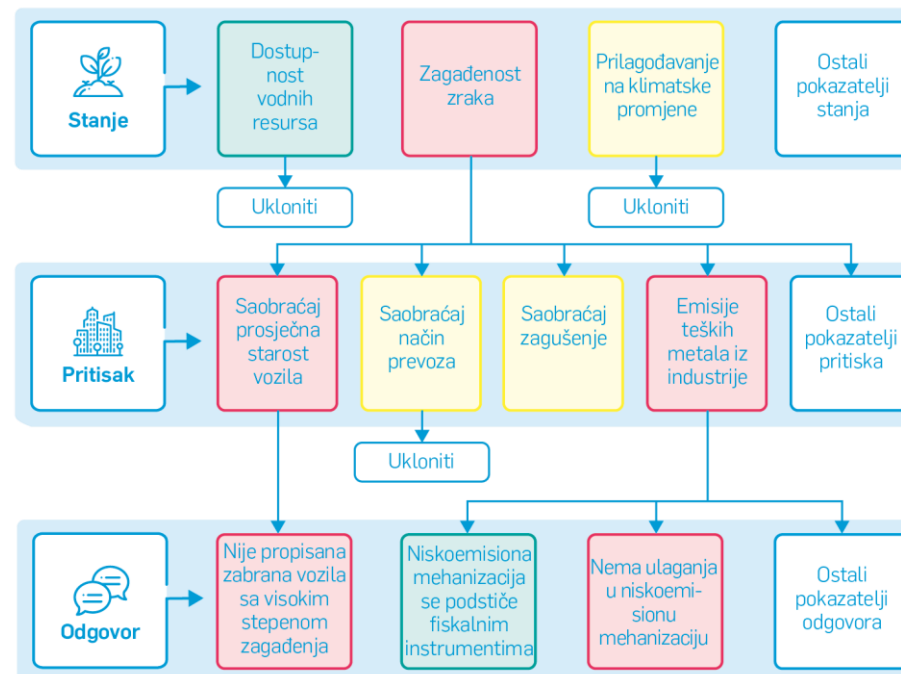 Stanje
Dostup-
nost
vodnih
resursa
Zagađenost
zraka
Prilagođavanje
na klimatske
promjene
Ostali
pokazatelji
stanja
Ukloniti
Ukloniti
Pritisak
Saobraćaj
prosječna
starost
vozila
Saobraćaj
način
prevoza
Saobraćaj
zagušenje
Emisije
teških
metala iz
industrije
Ostali
pokazatelji
pritiska
Ukloniti
Odgovor
Nije propisana
zabrana vozila
sa visokim
stepenom
zagađenja
Niskoemisiona
mehanizacija
se podstiče
fiskalnim
instrumentima
Nema ulaganja
u niskoemi-
sionu
mehanizaciju
Ostali
pokazatelji
odgovora